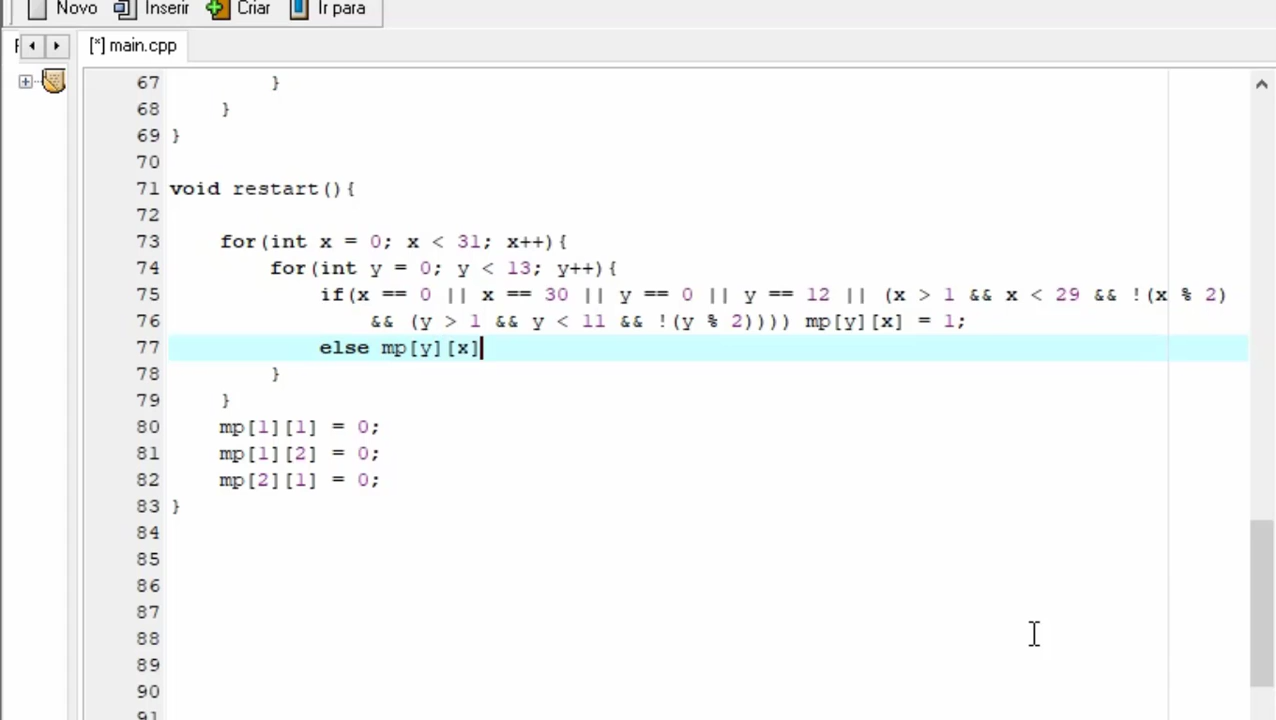 Novo Inserir Criar Ir para
[*] main.cpp
67 }
68 }
69 }
70
71 void restart(){
72
73 for(int x = 0; x < 31; x++){
74 for(int y = 0; y < 13; y++){
75 if(x == 0 || x == 30 || y == 0 || y == 12 || (x > 1 && x < 29 && !(x % 2)
76 && (y > 1 && y < 11 && !(y % 2)))) mp[y][x] = 1;
77 else mp[y][x]
78 }
79 }
80 mp[1][1] = 0;
81 mp[1][2] = 0;
82 mp[2][1] = 0;
83 }
84
85
86
87
88
89
90
91